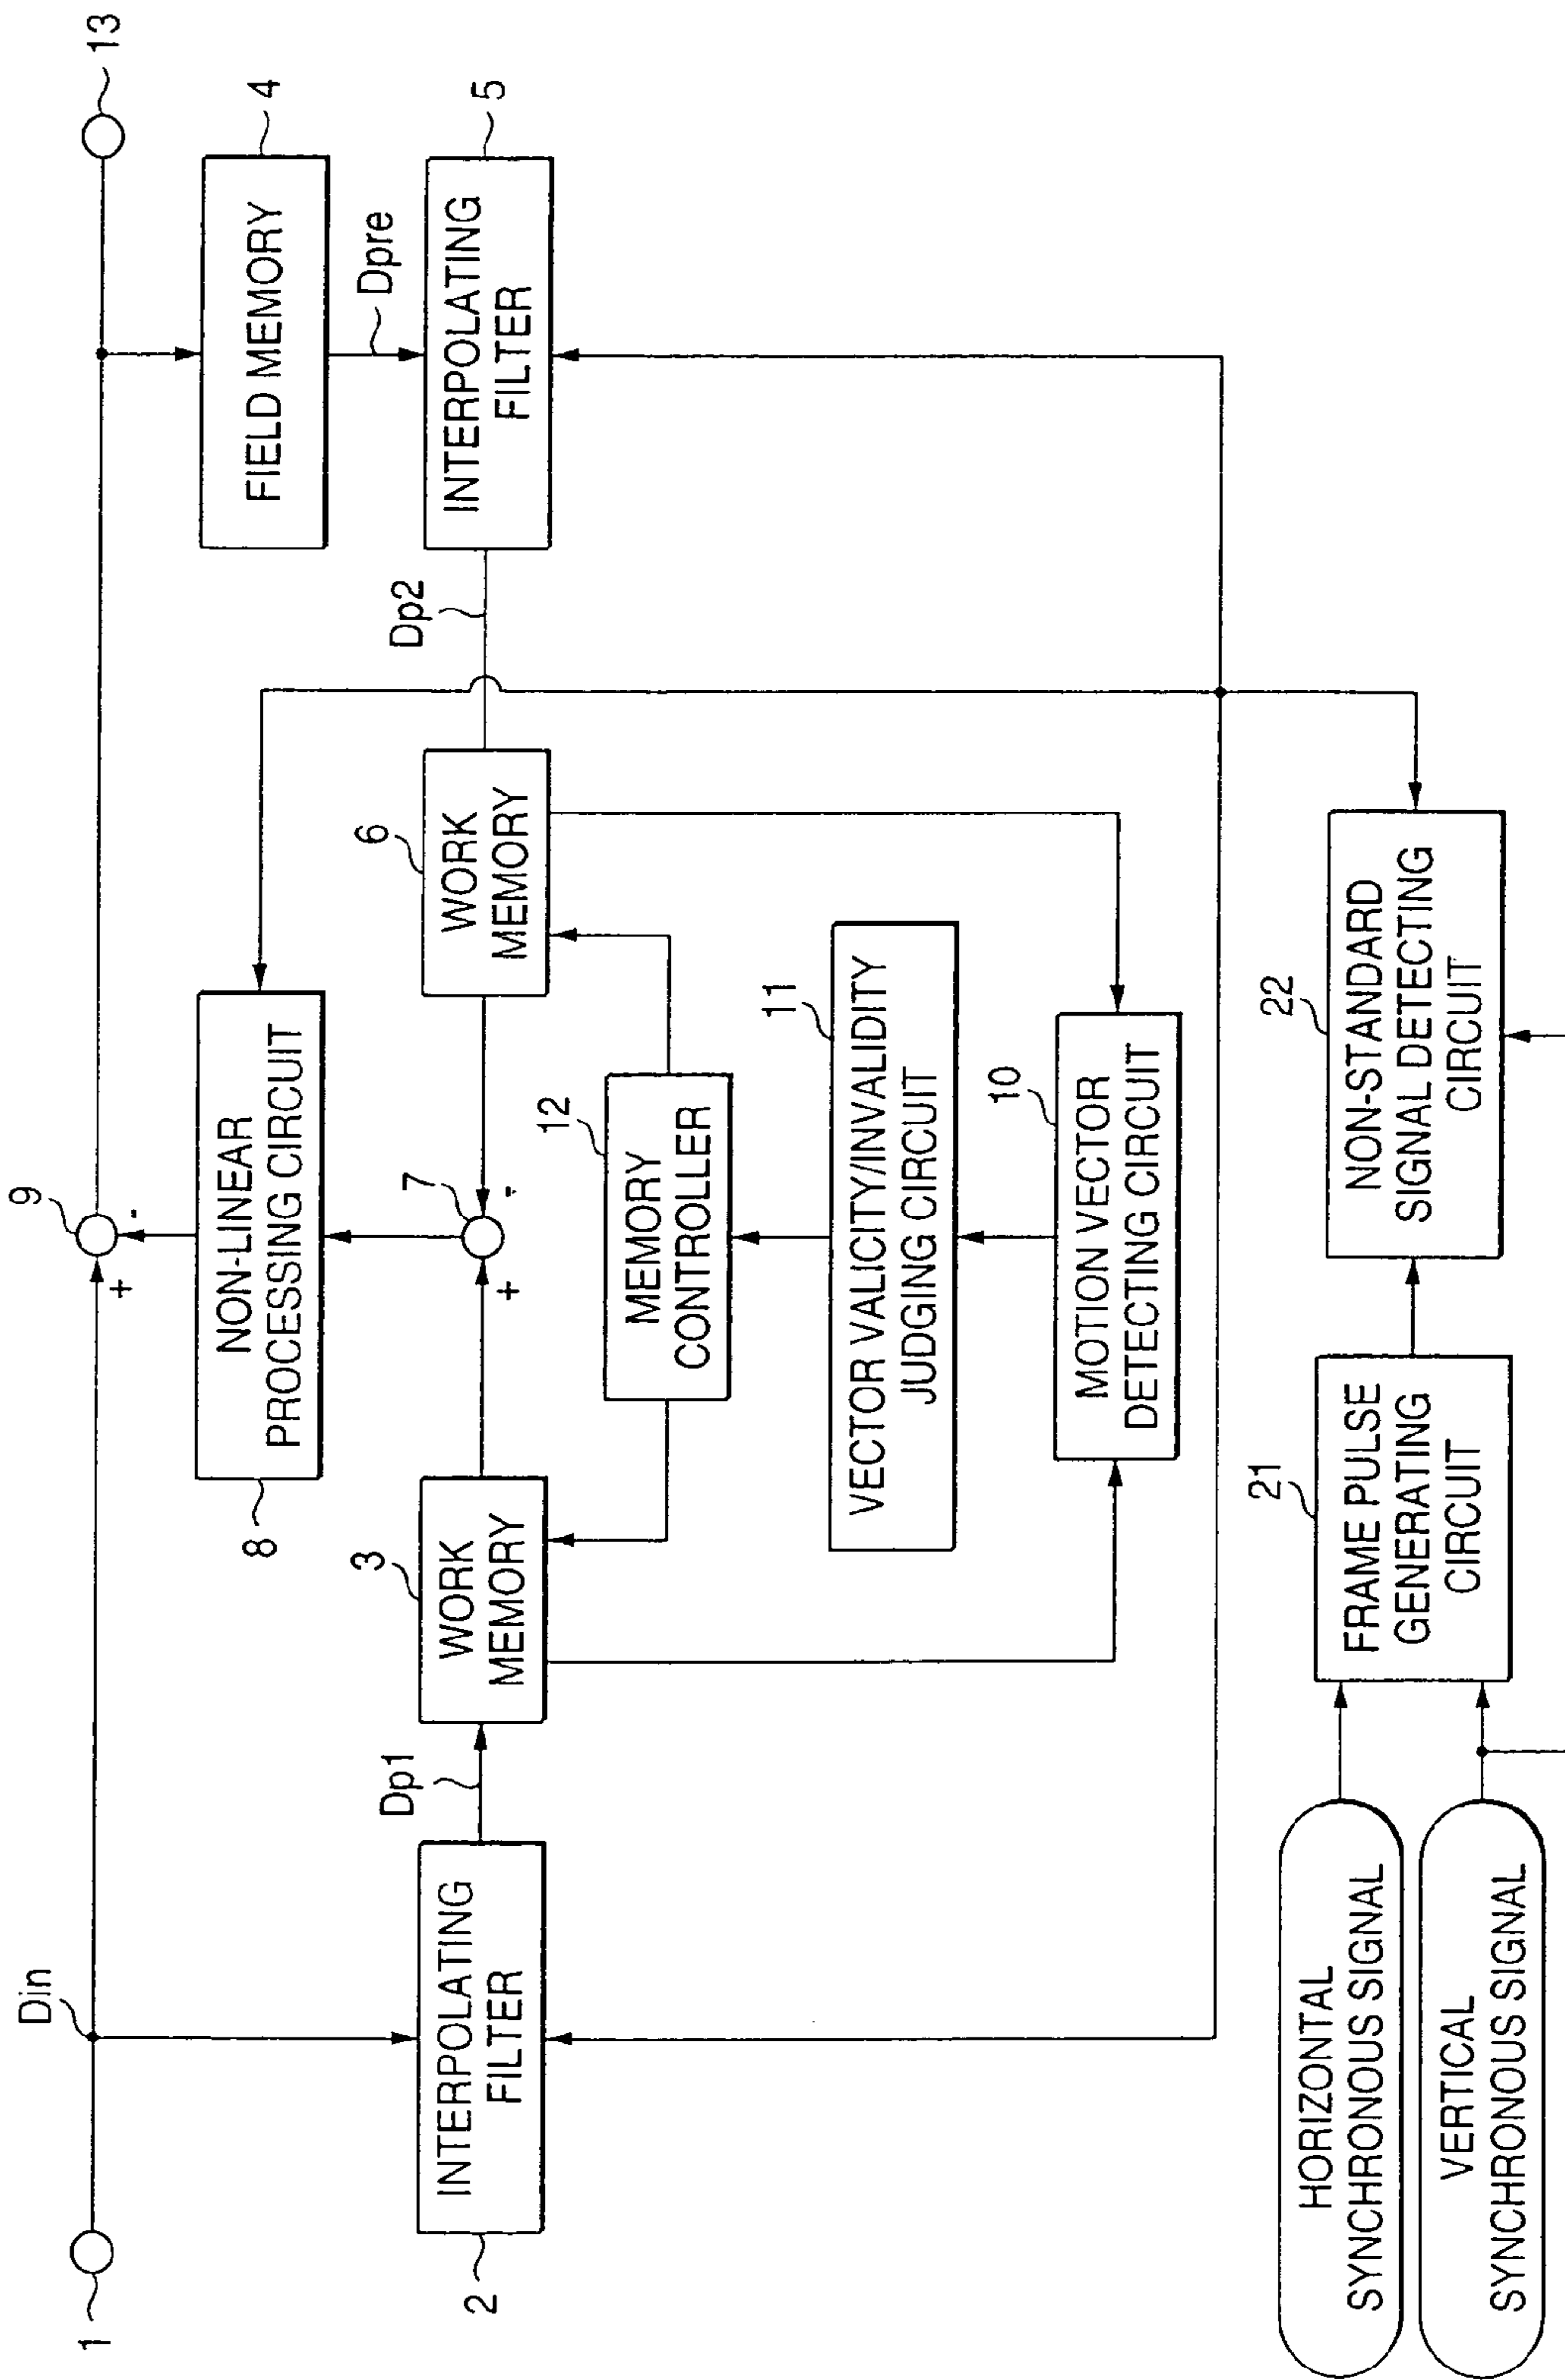 1
Din
9
+
-
13
NON-LINEAR
PROCESSING CIRCUIT
8
FIELD MEMORY
4
Dpre
INTERPOLATING
FILTER
2
Dp1
WORK
MEMORY
3
+
7
-
WORK
MEMORY
6
Dp2
INTERPOLATING
FILTER
5
MEMORY
CONTROLLER
12
VECTOR VALICITY/INVALIDITY
JUDGING CIRCUIT
11
MOTION VECTOR
DETECTING CIRCUIT
10
HORIZONTAL
SYNCHRONOUS SIGNAL
VERTICAL
SYNCHRONOUS SIGNAL
21
FRAME PULSE
GENERATING
CIRCUIT
22
NON-STANDARD
SIGNAL DETECTING
CIRCUIT